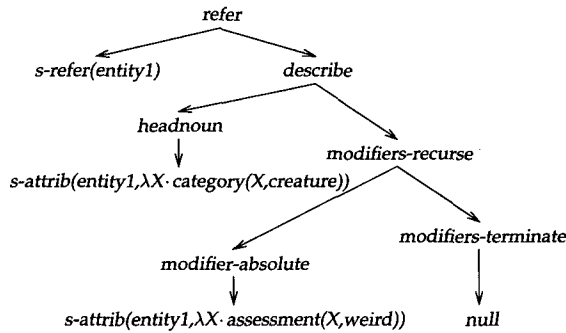 refer
s-refer(entity1) describe
headnoun
modifiers-recurse
s-attrib(entity1,λX· category(X,creature))
modifiers-terminate
modifier-absolute
s-attrib(entity1,λX· assessment(X,weird)) null